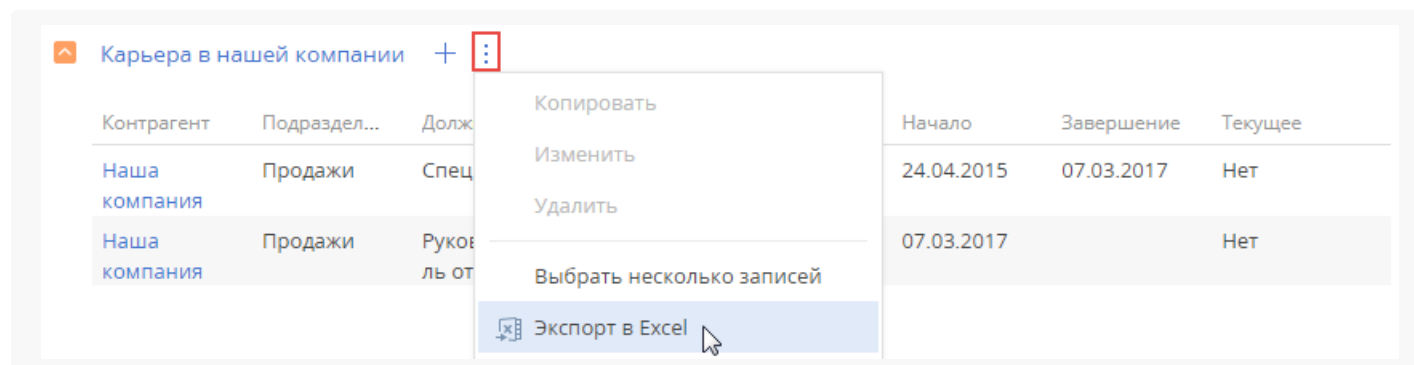 Карьера в нашей компании
Копировать
Контрагент Подраздел... Долж Начало Завершение Текущее
Изменить
Наша Продажи Спец 24.04.2015 07.03.2017 Нет
компания
Удалить
Наша Продажи Руков 07.03.2017 Нет
компания ль от
Выбрать несколько записей
Экспорт в Excel